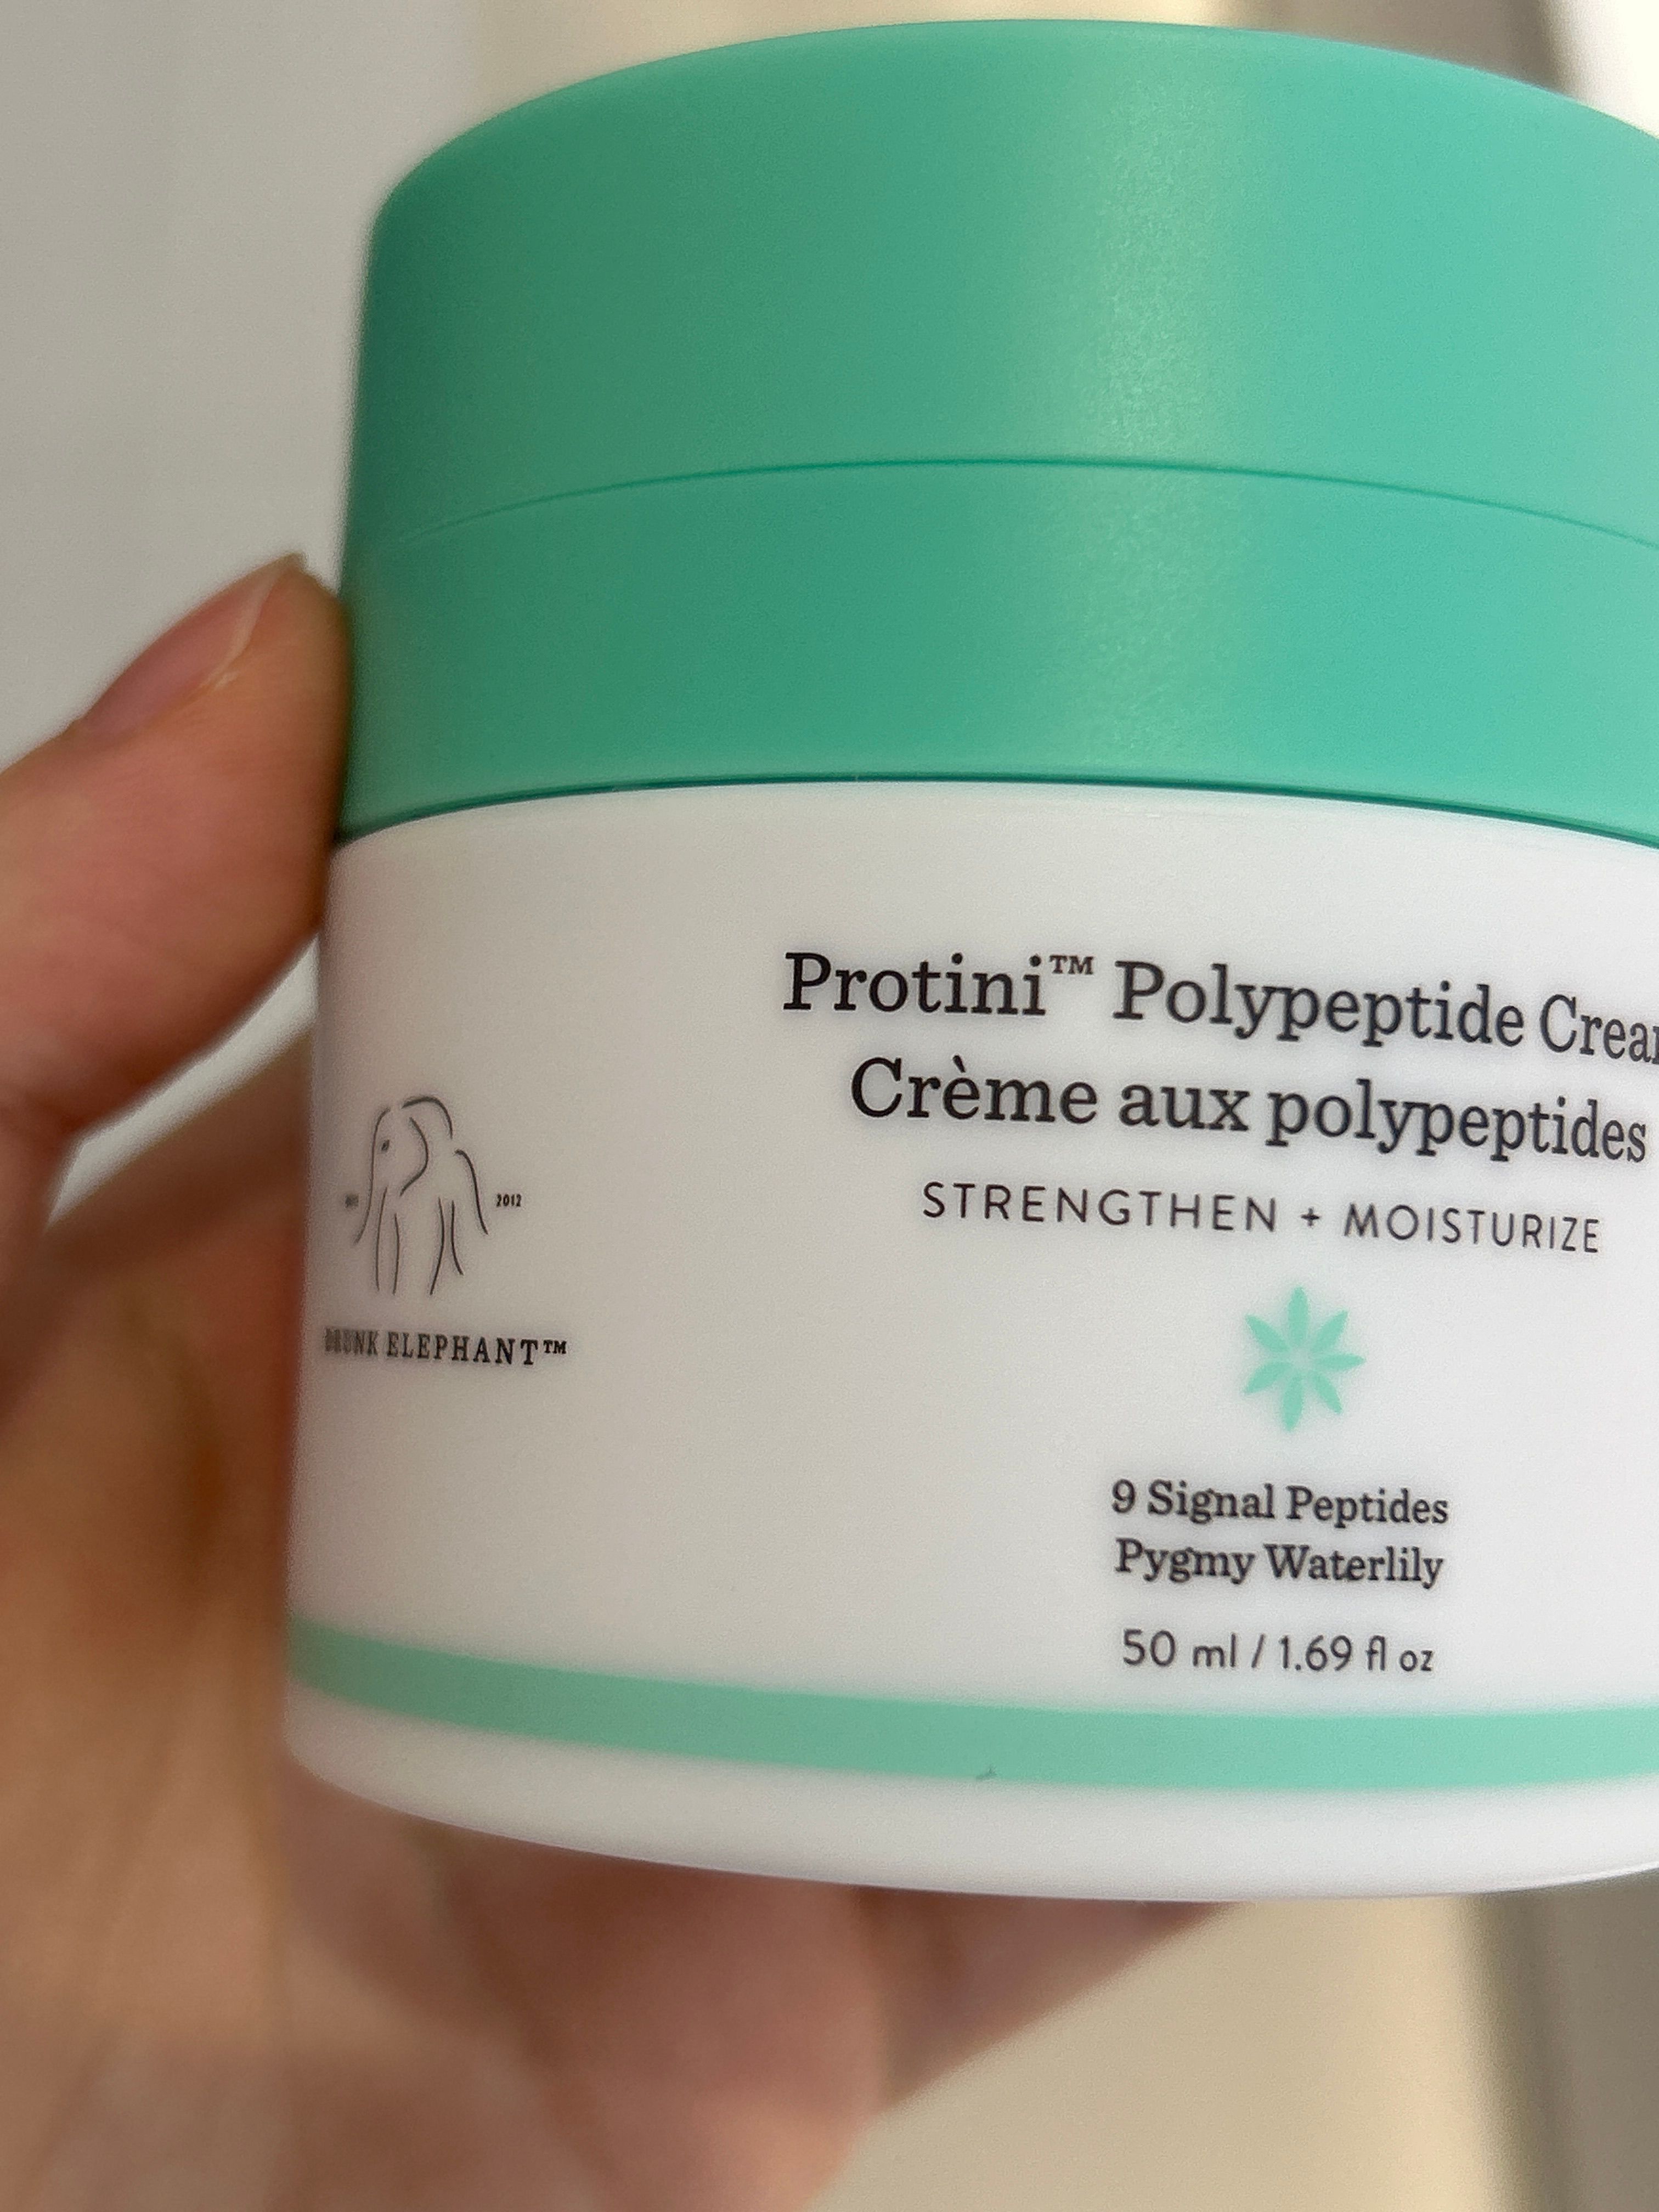 Protini™ Polypeptide Crea
Crème aux polypeptides
STRENGTHEN + MOISTURIZE
2012
DRUNK ELEPHANT™
9 Signal Peptides
Pygmy Waterlily
50 ml / 1.69 fl oz